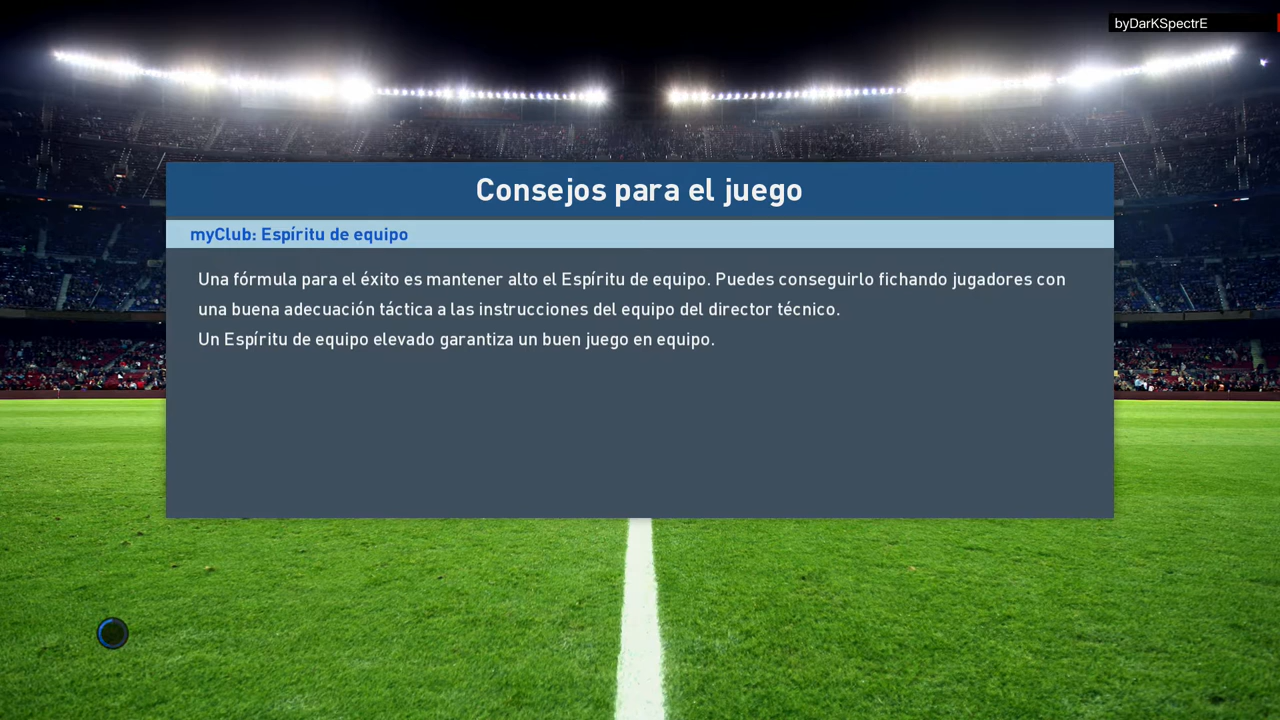 byDarKSpectrE
Consejos para el juego
myClub: Espíritu de equipo
Una fórmula para el éxito es mantener alto el Espíritu de equipo. Puedes conseguirlo fichando jugadores con
una buena adecuación táctica a las instrucciones del equipo del director técnico.
Un Espíritu de equipo elevado garantiza un buen juego en equipo.